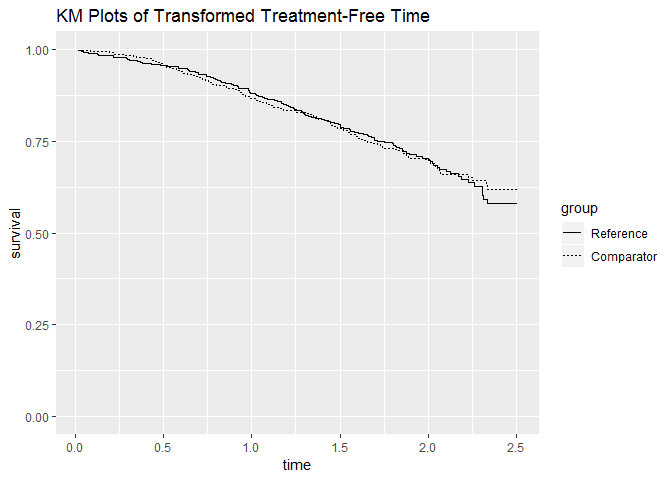 KM Plots of Transformed Treatment-Free Time
1.00
0.75
0.50
0.25
0.00
survival
0.0 0.5 1.0 1.5 2.0 2.5
time
group
Reference
Comparator